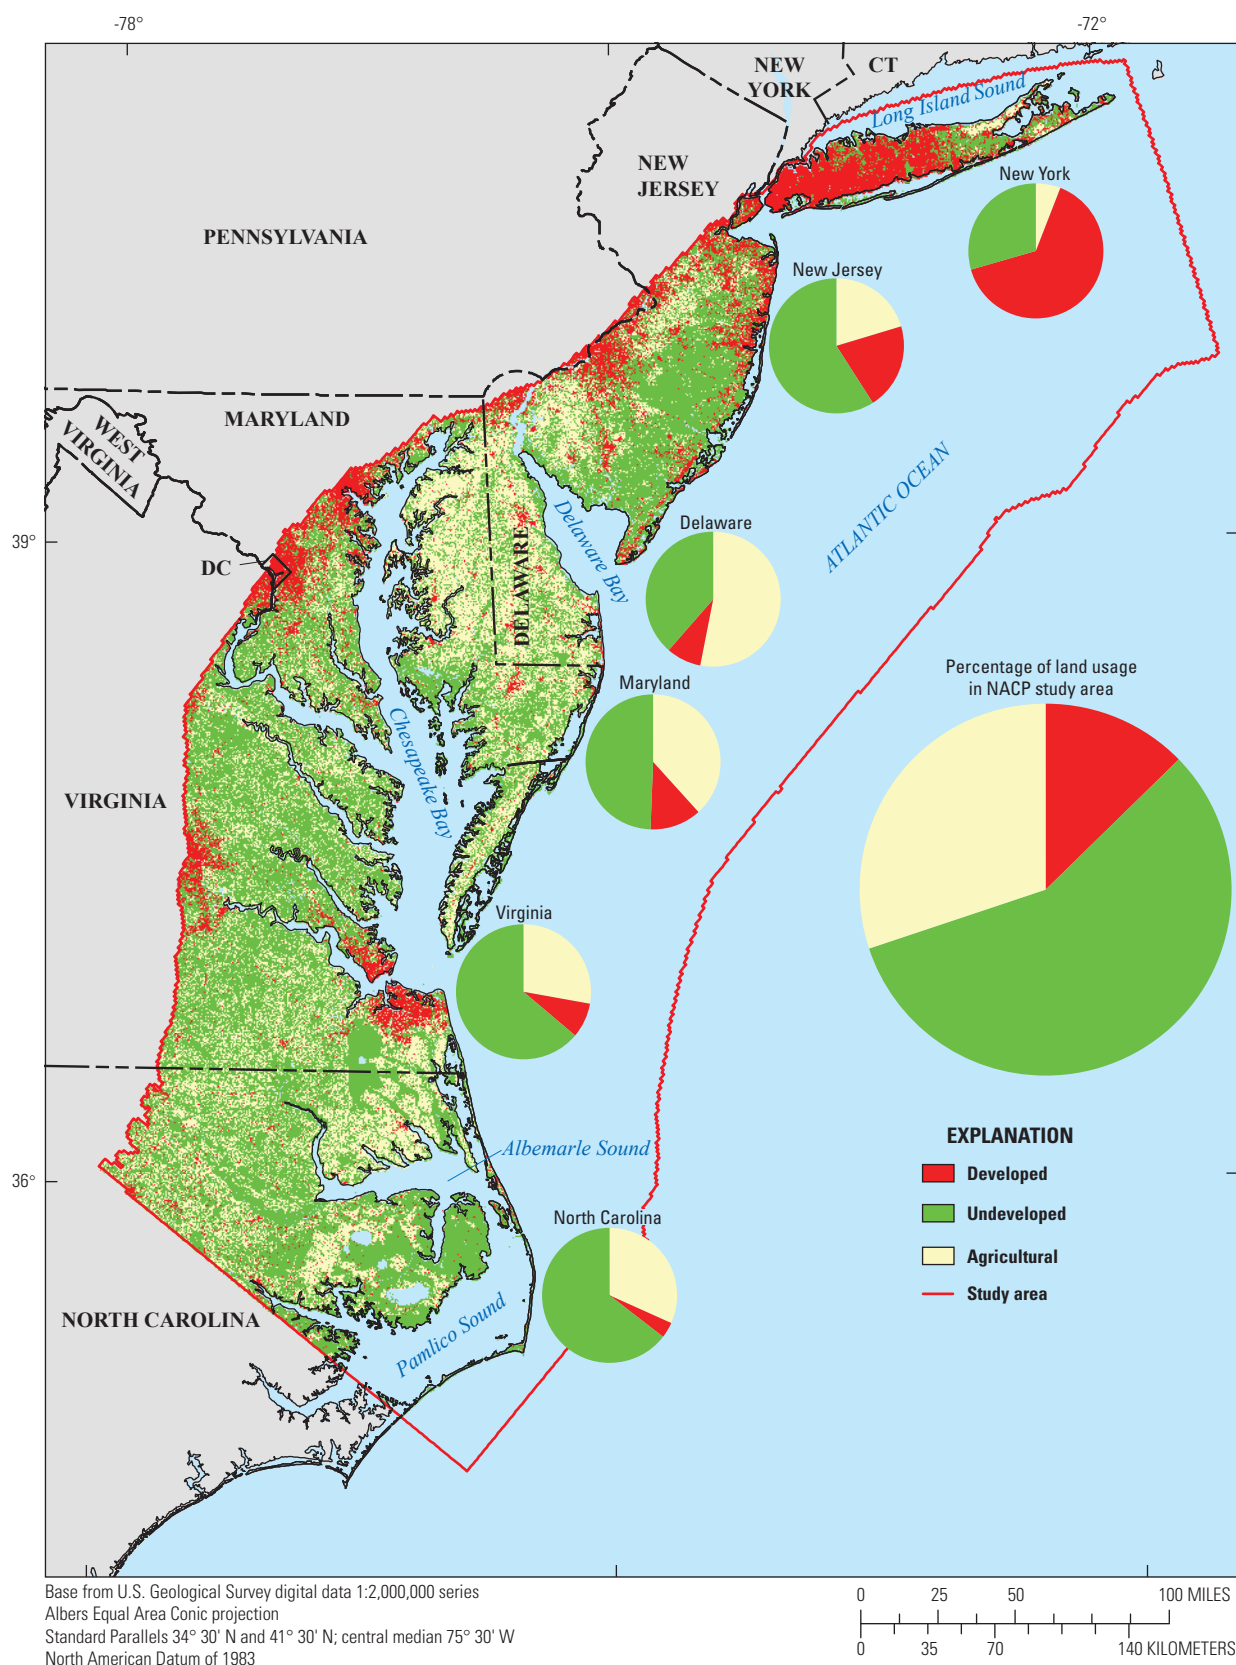 -78°
-72°
NEW
YORK
CT
Long Island Sound
NEW
JERSEY
New York
PENNSYLVANIA
New Jersey
MARYLAND
WEST
VIRGINIA
ATLANTIC OCEAN
Delaware
Delaware Bay
39°
DC
DELAWARE
Percentage of land usage
in NACP study area
Maryland
Chesapeake Bay
VIRGINIA
Virginia
EXPLANATION
Developed
Undeveloped
Agricultural
Study area
Albemarle Sound
36°
North Carolina
NORTH CAROLINA
Pamlico Sound
Base from U.S. Geological Survey digital data 1:2,000,000 series
Albers Equal Area Conic projection
Standard Parallels 34° 30' N and 41° 30' N; central median 75° 30' W
North American Datum of 1983
0 25 50 100 MILES
0 35 70 140 KILOMETERS